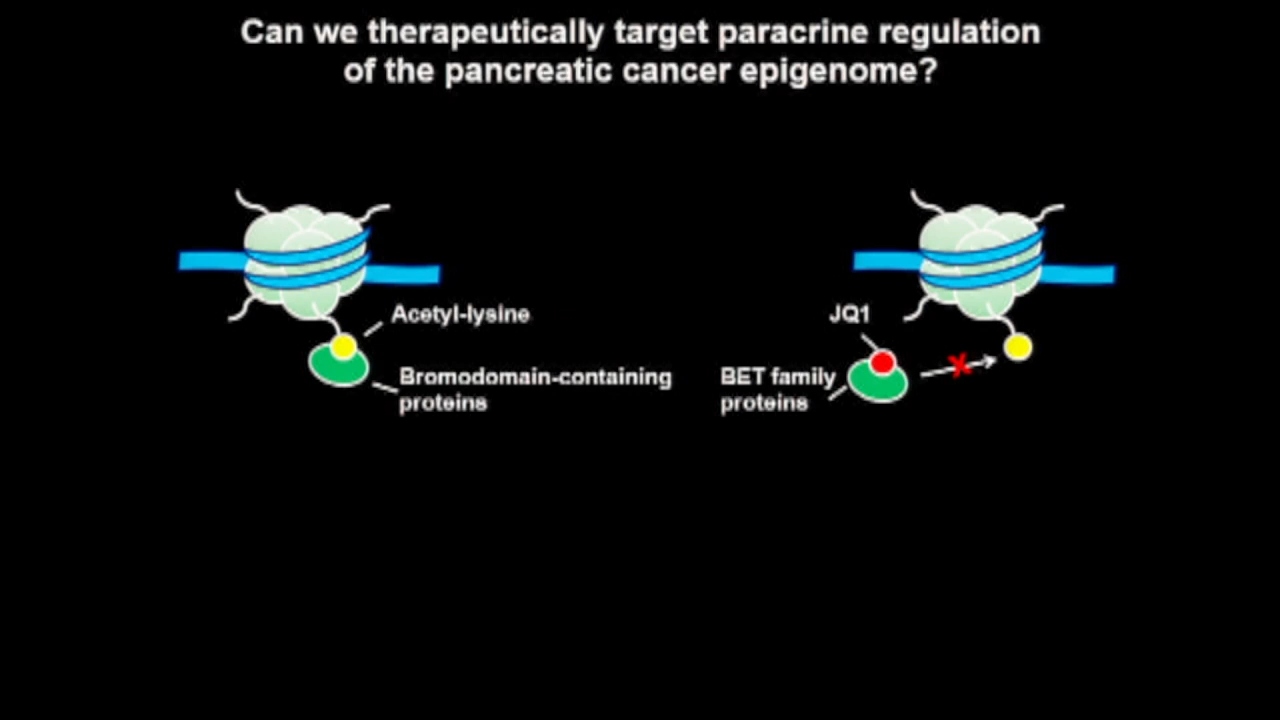 Can we therapeutically target paracrine regulation
of the pancreatic cancer epigenome?
Acetyl-lysine
Bromodomain-containing
proteins
JQ1
BET family
proteins
X